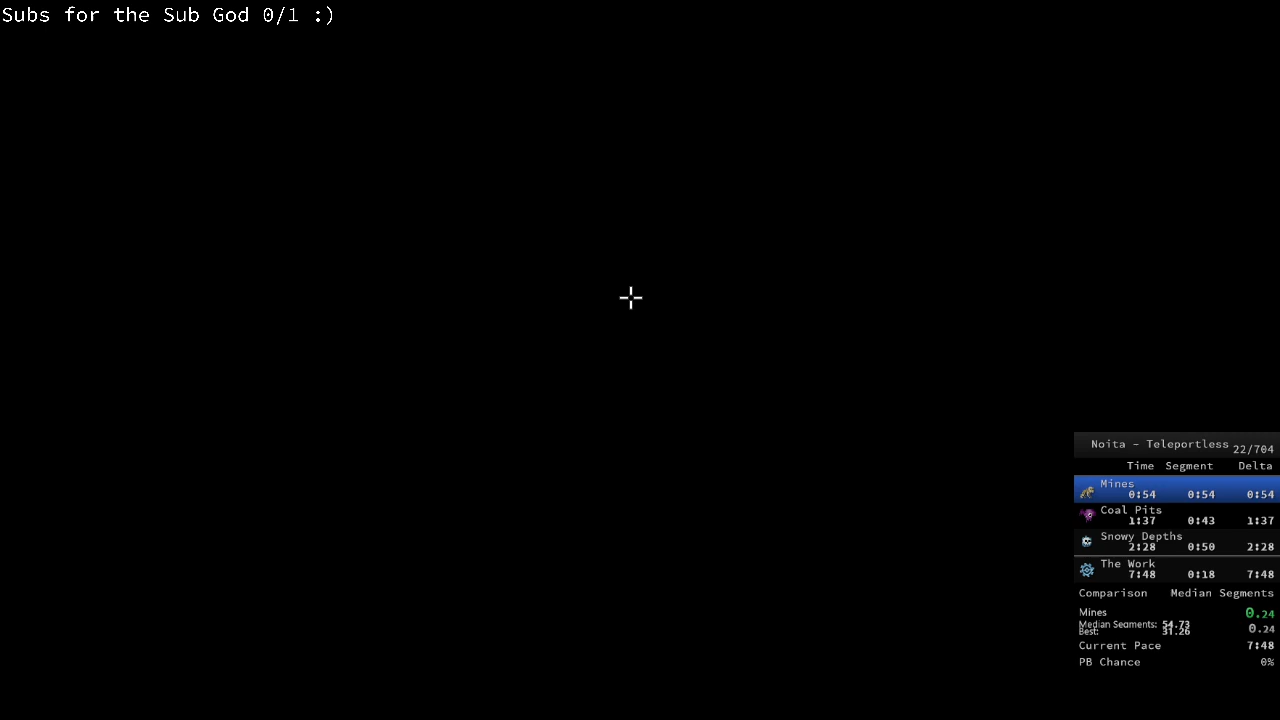 Subs for the Sub God 0/1 :)
Noita - Teleportless 22/704
Time Segment Delta
Mines
0:54 0:54 0:54
Coal Pits
1:37 0:43 1:37
Snowy Depths
2:28 0:50 2:28
The Work
7:48 0:18 7:48
Comparison Median Segments
Mines 0.24
Median Segments: 54.73
Best: 31.26 0.24
Current Pace 7:48
PB Chance 0%